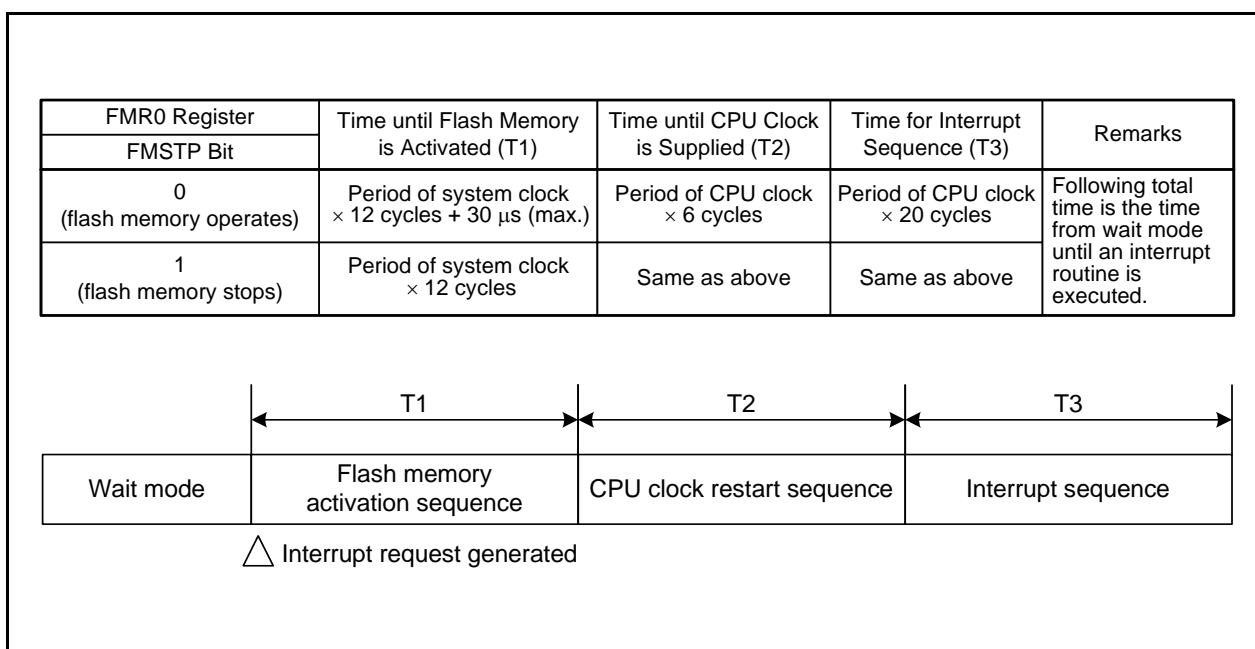 FMR0 Register
FMSTP Bit
Time until Flash Memory
is Activated (T1)
Time until CPU Clock
is Supplied (T2)
Time for Interrupt
Sequence (T3)
Remarks
0
(flash memory operates)
Period of system clock
× 12 cycles + 30 μs (max.)
Period of CPU clock
× 6 cycles
Period of CPU clock
× 20 cycles
Following total
time is the time
from wait mode
until an interrupt
routine is
executed.
1
(flash memory stops)
Period of system clock
× 12 cycles
Same as above
Same as above
T1
T2
T3
Wait mode
Flash memory
activation sequence
CPU clock restart sequence
Interrupt sequence
Interrupt request generated